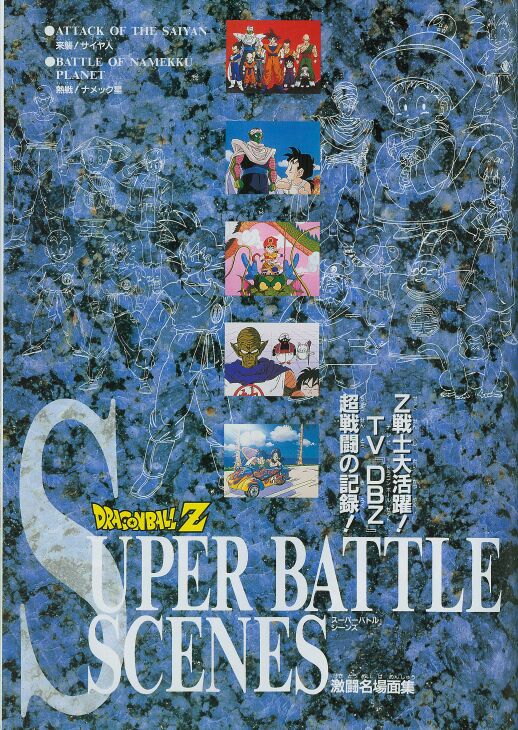 ●ATTACK OF THE SAIYAN
来襲!サイヤ人
●BATTLE OF NAMEKKU
PLANET
熱戦!ナメック星
Z戦士大活躍!
TV『DBZ』
超戦闘の記録!
DRAGONBALL Z
SUPER BATTLE
SCENES
スーパーバトル
シーンズ
激闘名場面集